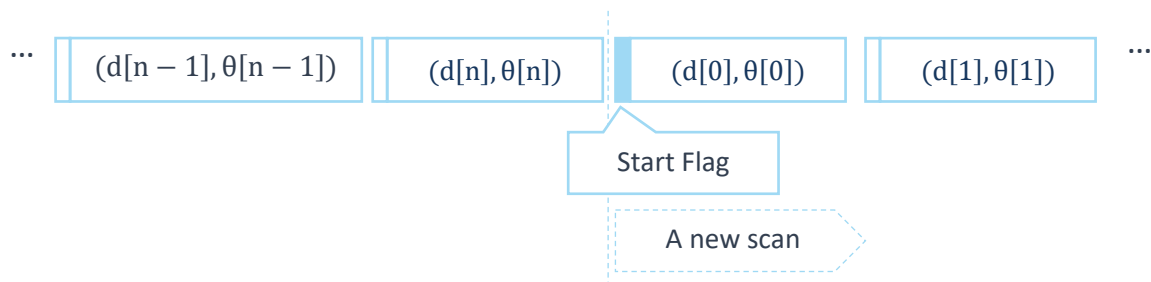 ... (d[n − 1], θ[n − 1]) (d[n], θ[n]) (d[0], θ[0]) (d[1], θ[1]) ...
Start Flag
A new scan